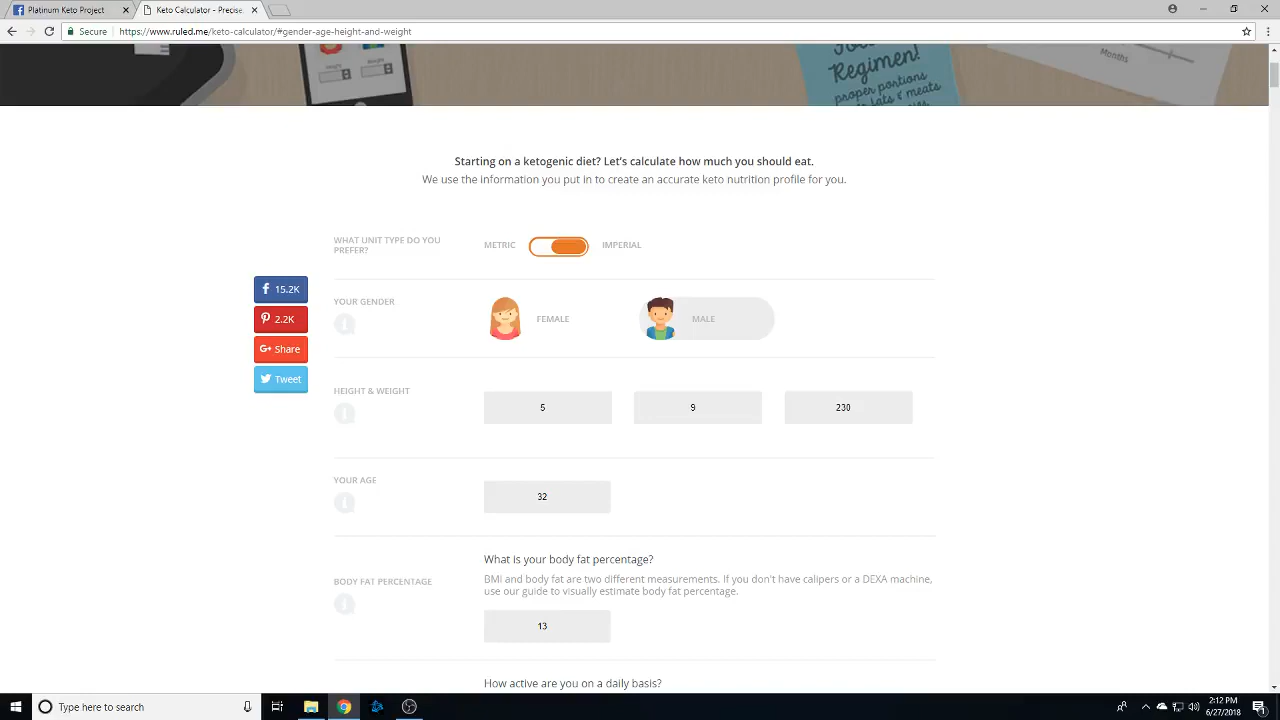 Platinum Keto Project
Keto Calculator - Precise
Secure
https://www.ruled.me/keto-calculator/#gender-age-height-and-weight
Height
Weight
Regimen!
proper portions
Months
Starting on a ketogenic diet? Let's calculate how much you should eat.
We use the information you put in to create an accurate keto nutrition profile for you.
WHAT UNIT TYPE DO YOU
PREFER?
METRIC
IMPERIAL
15.2K
2.2K
G+ Share
Tweet
YOUR GENDER
FEMALE
MALE
HEIGHT & WEIGHT
5
9
230
YOUR AGE
32
What is your body fat percentage?
BODY FAT PERCENTAGE
BMI and body fat are two different measurements. If you don't have calipers or a DEXA machine,
use our guide to visually estimate body fat percentage.
13
How active are you on a daily basis?
Type here to search
2:12 PM
6/27/2018